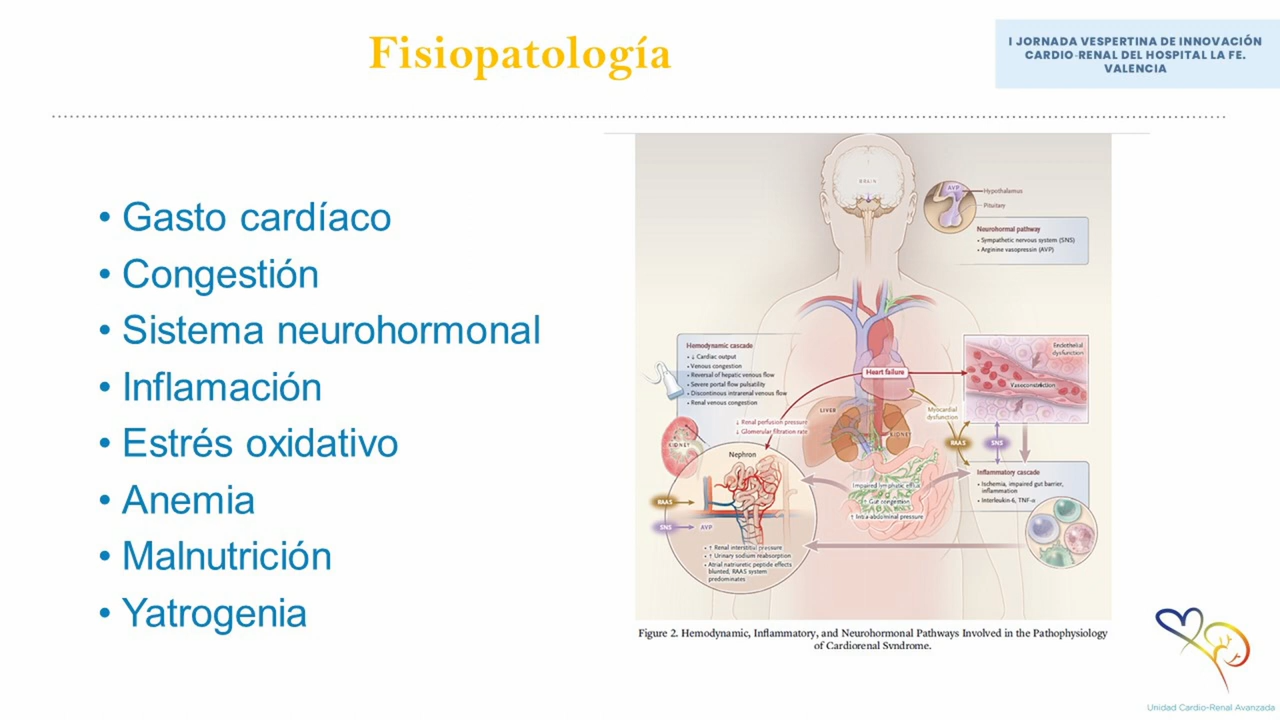 Fisiopatología
I JORNADA VESPERTINA DE INNOVACIÓN
CARDIO-RENAL DEL HOSPITAL LA FE.
VALENCIA
• Gasto cardíaco
• Congestión
• Sistema neurohormonal
• Inflamación
• Estrés oxidativo
• Anemia
• Malnutrición
• Yatrogenia
BRAIN
AVP
Hypothalamus
Pituitary
Neurohormonal pathway
• Sympathetic nervous system (SNS)
• Arginine vasopressin (AVP)
Hemodynamic cascade
• ↓ Cardiac output
• Venous congestion
• Reversal of hepatic venous flow
• Severe portal flow pulsatility
• Discontinous intrarenal venous flow
• Renal venous congestion
Heart failure
Endothelial
dysfunction
Vasoconstriction
Myocardial
dysfunction
LIVER
KIDNEY
↓ Renal perfusion pressure
↓ Glomerular filtration rate
KIDNEY
Nephron
RAAS
SNS
Inflammatory cascade
• Ischemia, impaired gut barrier,
inflammation
• Interleukin-6, TNF-α
Impaired lymphatic efflux
↑ Gut congestion
↑ Intraabdominal pressure
RAAS
SNS
AVP
• ↑ Renal interstitial pressure
• ↑ Urinary sodium reabsorption
• Atrial natriuretic peptide effects
blunted, RAAS system
predominates
Figure 2. Hemodynamic, Inflammatory, and Neurohormonal Pathways Involved in the Pathophysiology
of Cardiorenal Syndrome.
Unidad Cardio-Renal Avanzada